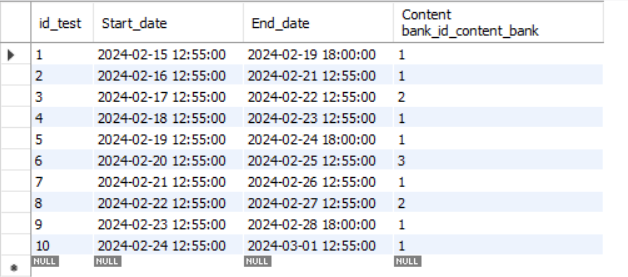 id_test Start_date End_date Content
bank_id_content_bank
1 2024-02-15 12:55:00 2024-02-19 18:00:00 1
2 2024-02-16 12:55:00 2024-02-21 12:55:00 1
3 2024-02-17 12:55:00 2024-02-22 12:55:00 2
4 2024-02-18 12:55:00 2024-02-23 12:55:00 1
5 2024-02-19 12:55:00 2024-02-24 18:00:00 1
6 2024-02-20 12:55:00 2024-02-25 12:55:00 3
7 2024-02-21 12:55:00 2024-02-26 12:55:00 1
8 2024-02-22 12:55:00 2024-02-27 12:55:00 2
9 2024-02-23 12:55:00 2024-02-28 18:00:00 1
10 2024-02-24 12:55:00 2024-03-01 12:55:00 1
NULL NULL NULL NULL